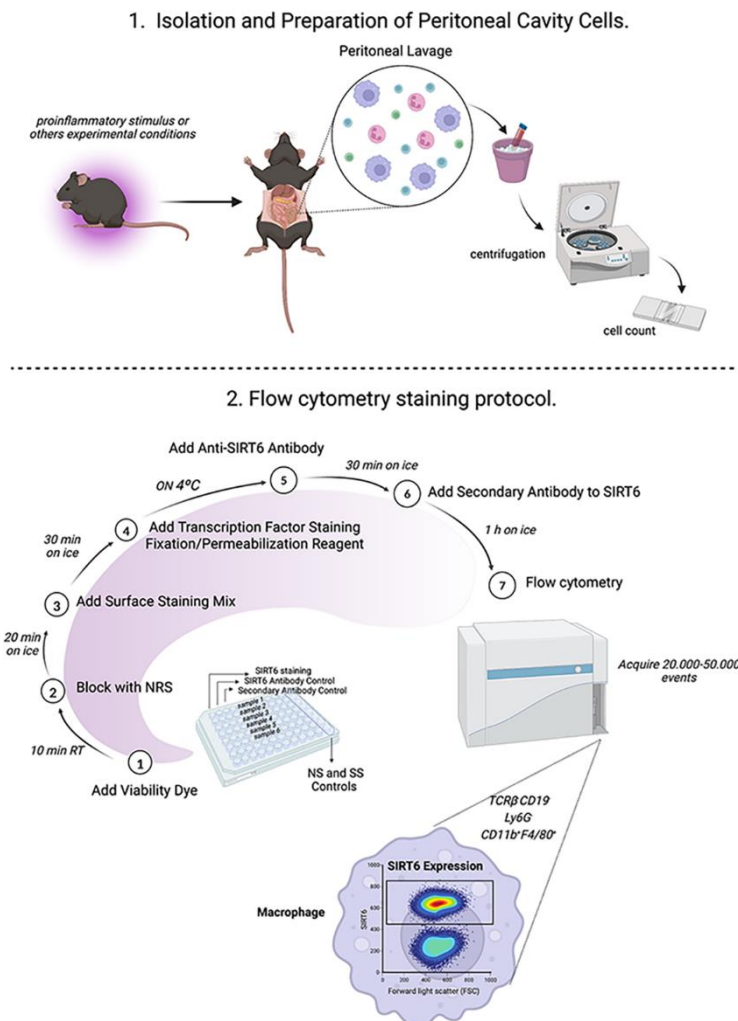 1. Isolation and Preparation of Peritoneal Cavity Cells.
Peritoneal Lavage
proinflammatory stimulus or
others experimental conditions
centrifugation
cell count
2. Flow cytometry staining protocol.
Add Anti-SIRT6 Antibody
ON 4ºC
5
30 min on ice
6
Add Secondary Antibody to SIRT6
30 min
on ice
4
Add Transcription Factor Staining
Fixation/Permeabilization Reagent
1 h on ice
7
Flow cytometry
3
Add Surface Staining Mix
20 min
on ice
2
Block with NRS
10 min RT
1
Add Viability Dye
SIRT6 staining
SIRT6 Antibody Control
Secondary Antibody Control
sample 1
sample 2
sample 3
sample 4
sample 5
sample 6
NS and SS
Controls
Acquire 20.000-50.000
events
TCRβ⁻CD19⁻
Ly6G⁻
CD11b⁺F4/80⁺
Macrophage
SIRT6 Expression
SIRT6
1000
800
600
400
200
0
0 200 400 600 800 1000
Forward light scatter (FSC)